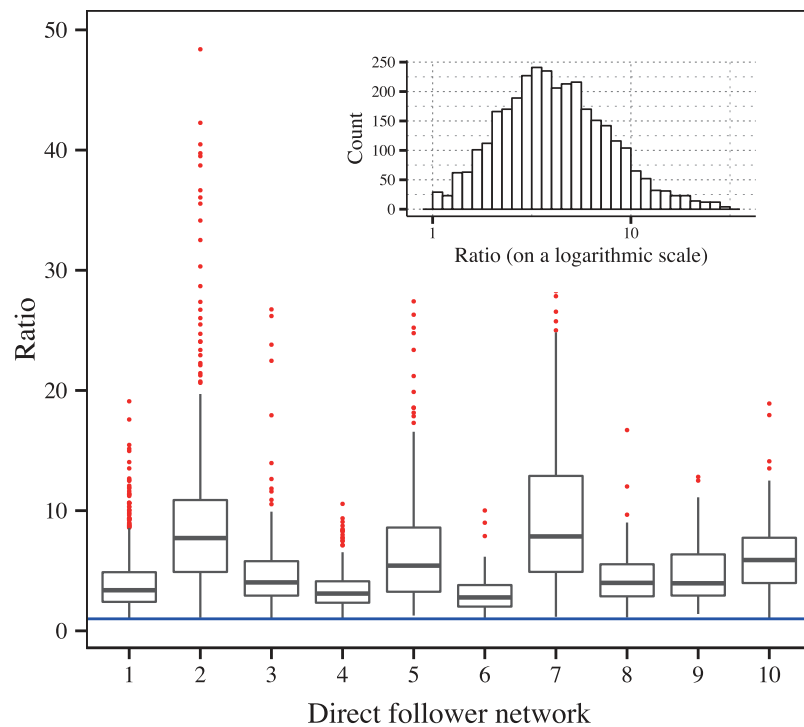 50
40
30
20
10
0
Ratio
1 2 3 4 5 6 7 8 9 10
Direct follower network
250
200
150
100
50
0
Count
1 10
Ratio (on a logarithmic scale)